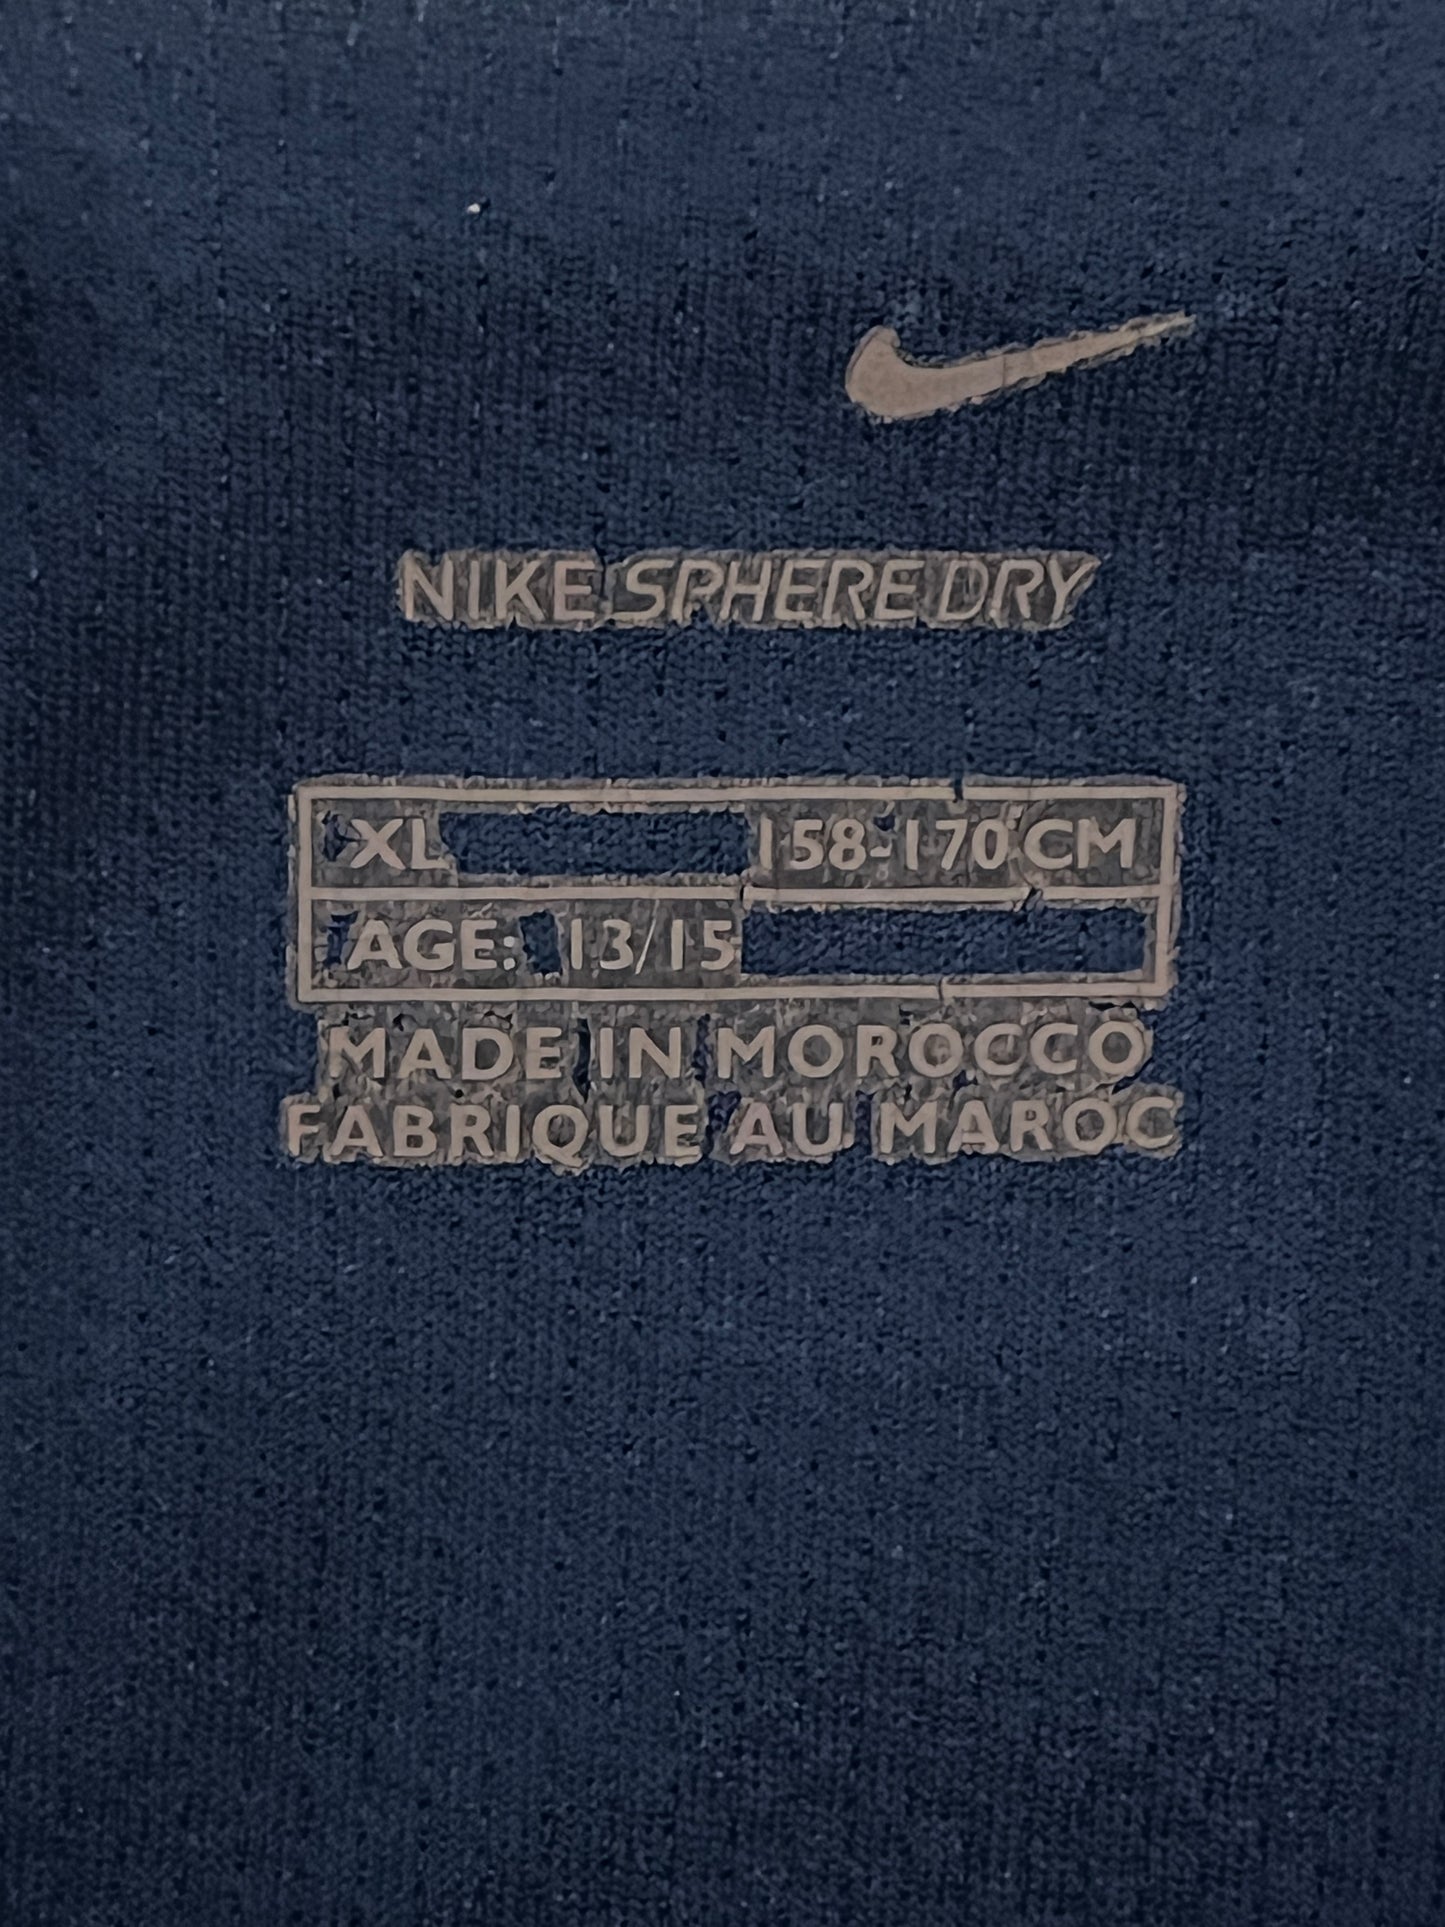 NIKE SPHERE DRY
XL 158-170 CM
AGE: 13/15
MADE IN MOROCCO
FABRIQUE AU MAROC